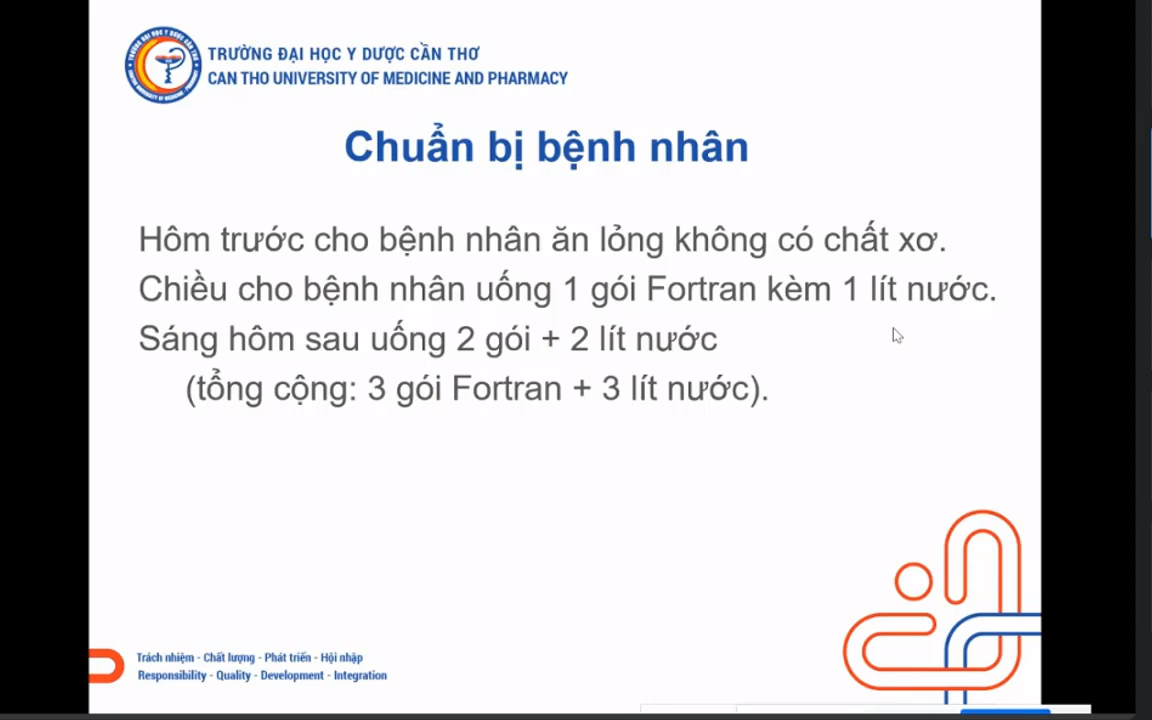 TRƯỜNG ĐẠI HỌC Y DƯỢC CẦN THƠ
CAN THO UNIVERSITY OF MEDICINE AND PHARMACY
Chuẩn bị bệnh nhân
Hôm trước cho bệnh nhân ăn lỏng không có chất xơ.
Chiều cho bệnh nhân uống 1 gói Fortran kèm 1 lít nước.
Sáng hôm sau uống 2 gói + 2 lít nước
(tổng cộng: 3 gói Fortran + 3 lít nước).
Trách nhiệm - Chất lượng - Phát triển - Hội nhập
Responsibility - Quality - Development - Integration